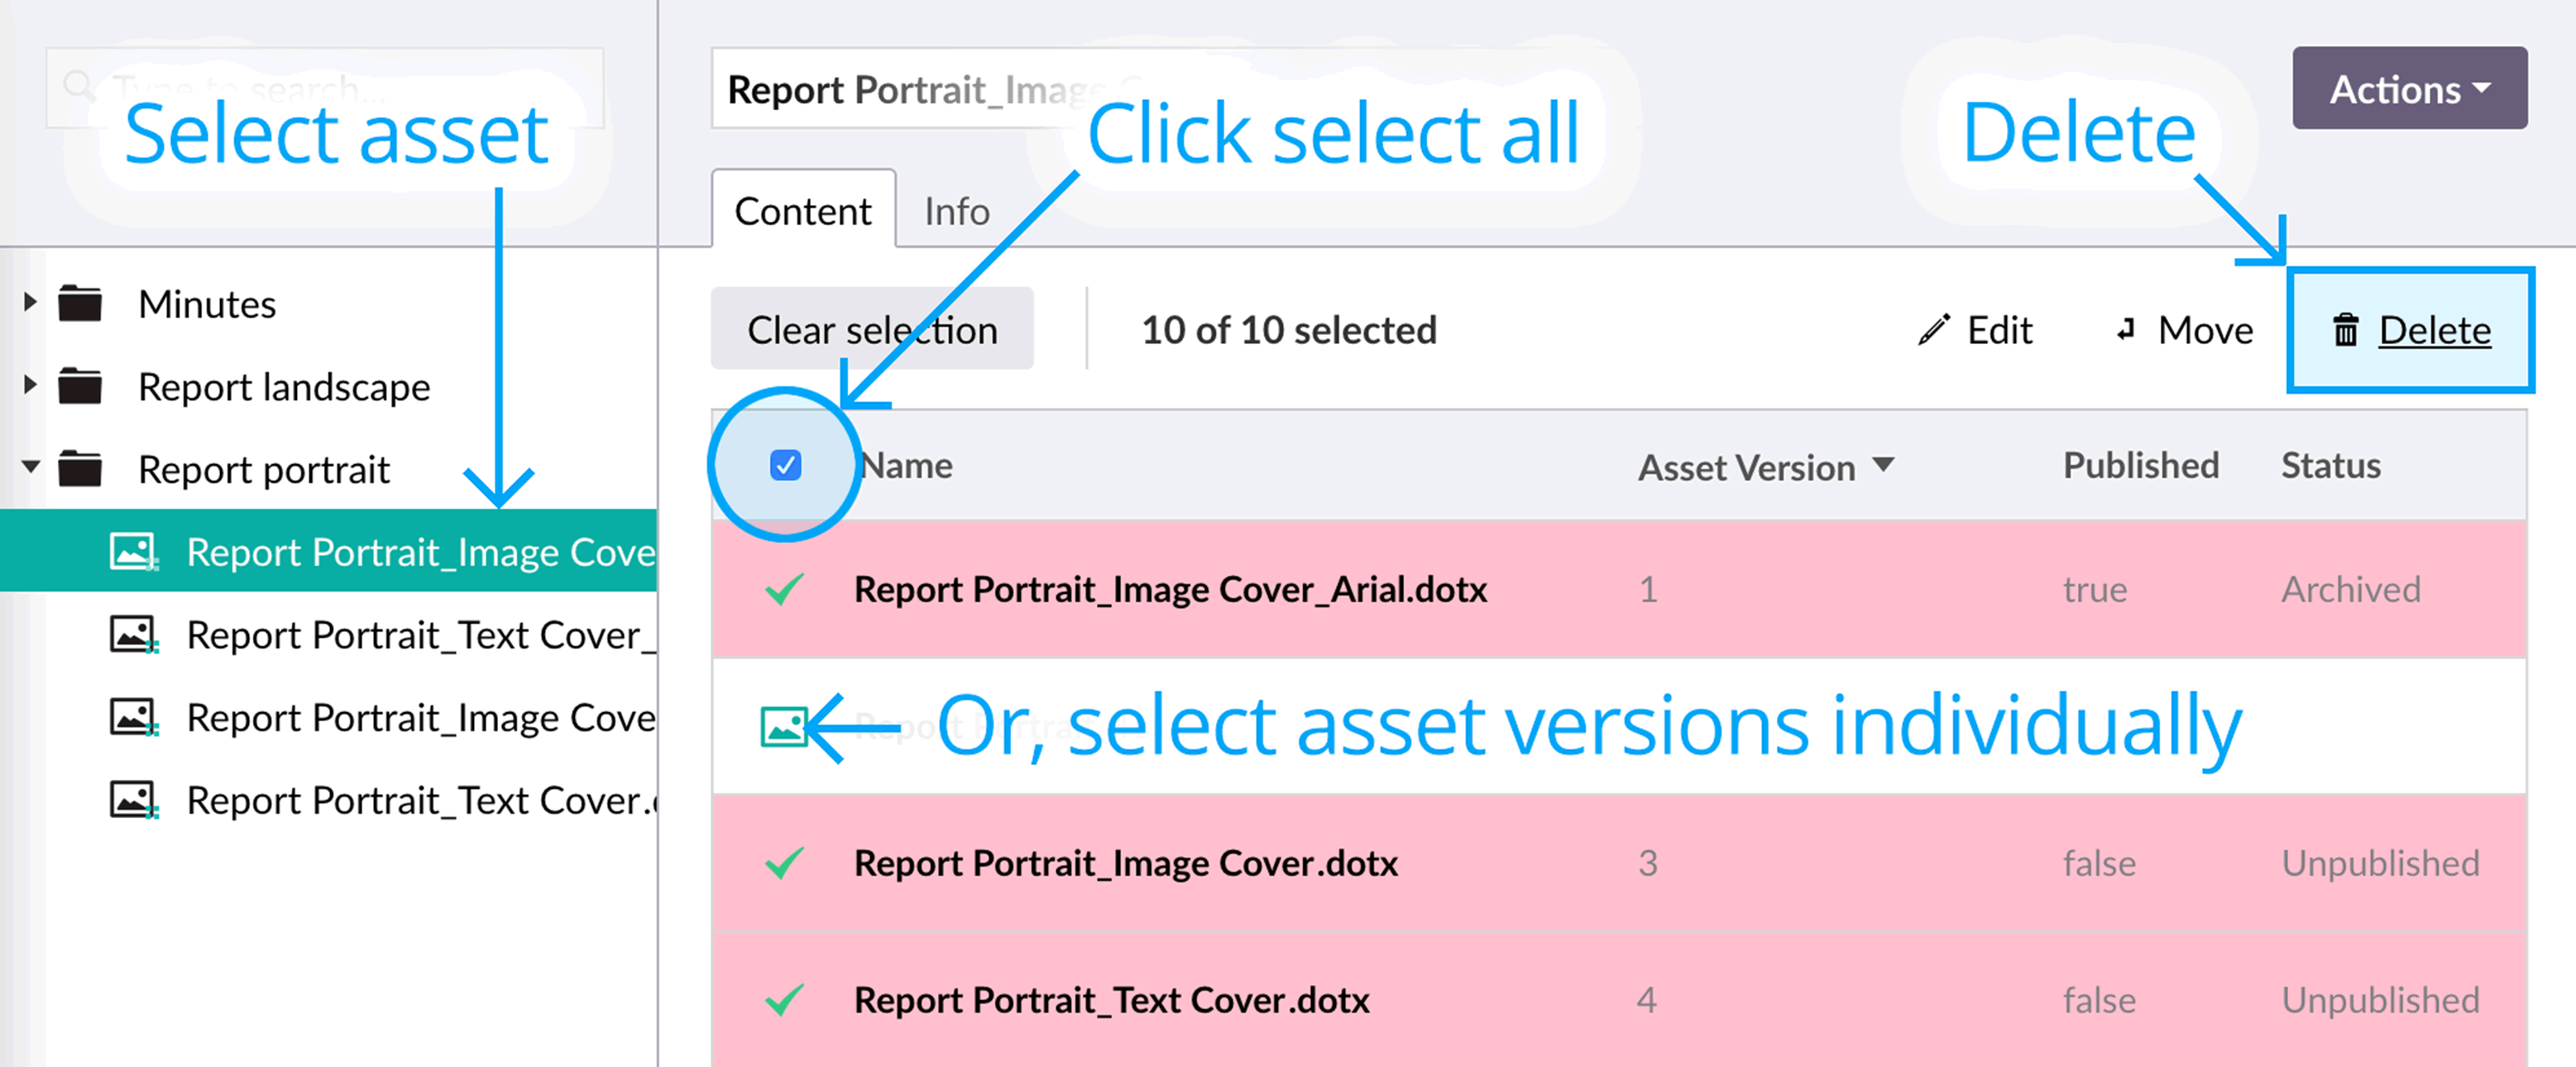 Type to search...
Select asset
Report Portrait_Image
Click select all
Delete
Actions
Content
Info
Minutes
Report landscape
Report portrait
Report Portrait_Image Cove
Report Portrait_Text Cover_
Report Portrait_Image Cove
Report Portrait_Text Cover.
Clear selection
10 of 10 selected
Edit
Move
Delete
Name
Asset Version
Published
Status
Report Portrait_Image Cover_Arial.dotx
1
true
Archived
Report
Or, select asset versions individually
Report Portrait_Image Cover.dotx
3
false
Unpublished
Report Portrait_Text Cover.dotx
4
false
Unpublished